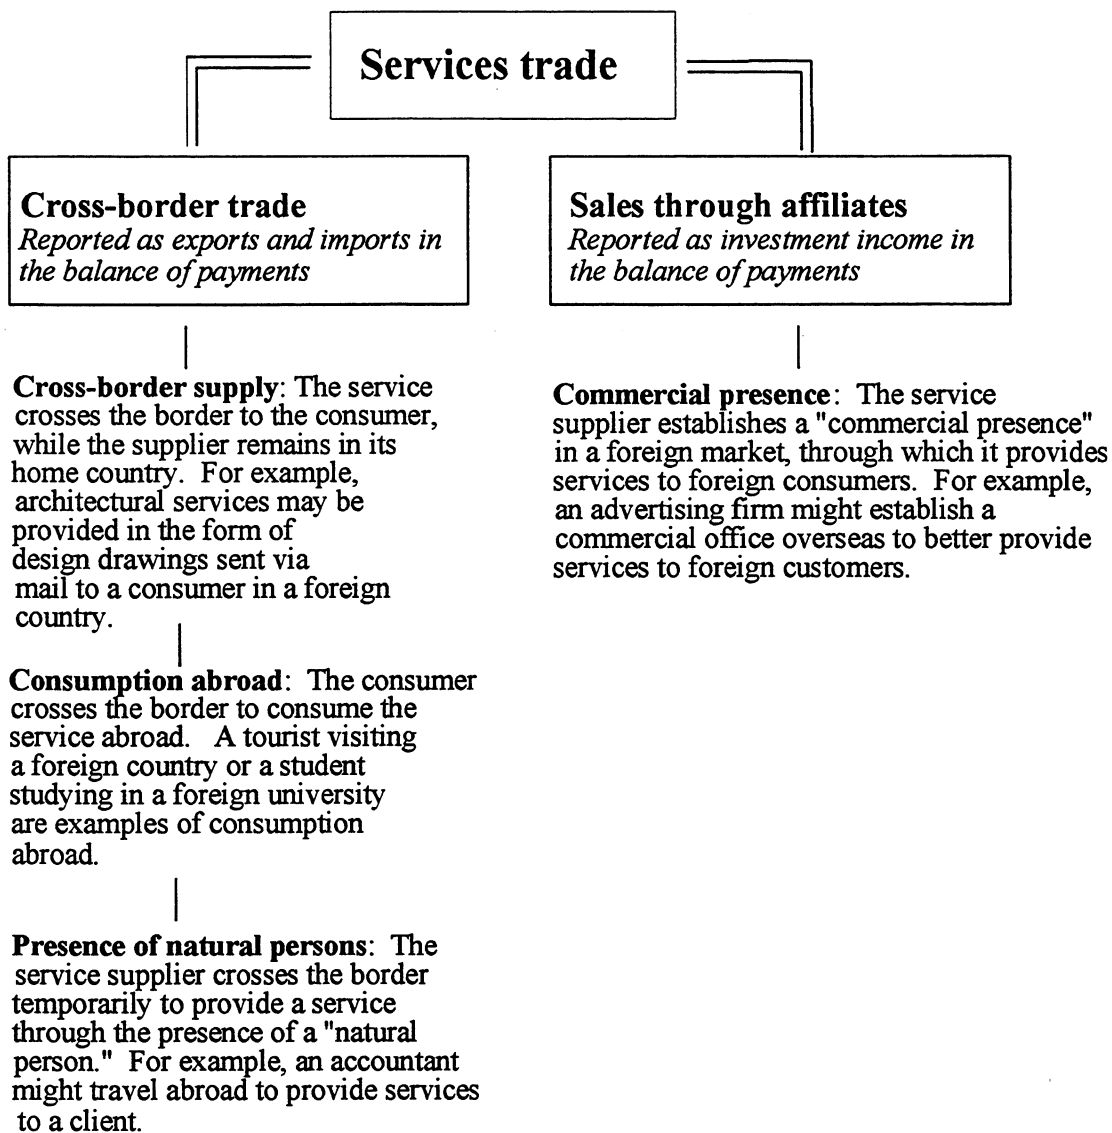 Services trade
Cross-border trade
Reported as exports and imports in
the balance of payments
Cross-border supply: The service
crosses the border to the consumer,
while the supplier remains in its
home country. For example,
architectural services may be
provided in the form of
design drawings sent via
mail to a consumer in a foreign
country.
Consumption abroad: The consumer
crosses the border to consume the
service abroad. A tourist visiting
a foreign country or a student
studying in a foreign university
are examples of consumption
abroad.
Presence of natural persons: The
service supplier crosses the border
temporarily to provide a service
through the presence of a "natural
person." For example, an accountant
might travel abroad to provide services
to a client.
Sales through affiliates
Reported as investment income in
the balance of payments
Commercial presence: The service
supplier establishes a "commercial presence"
in a foreign market, through which it provides
services to foreign consumers. For example,
an advertising firm might establish a
commercial office overseas to better provide
services to foreign customers.